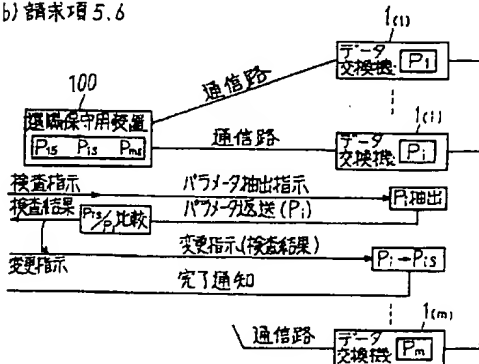 b) 請求項5.6
1(1)
データ
交換機 P1
通信路
100
遠隔保守用装置
P1s Pis Pms
1(i)
通信路
データ
交換機 Pi
検査指示 パラメータ抽出指示 Pi抽出
検査結果 Pis/Pi比較 パラメータ返送(Pi)
変更指示 変更指示(検査結果) Pi→Pis
完了通知
1(m)
通信路
データ
交換機 Pm